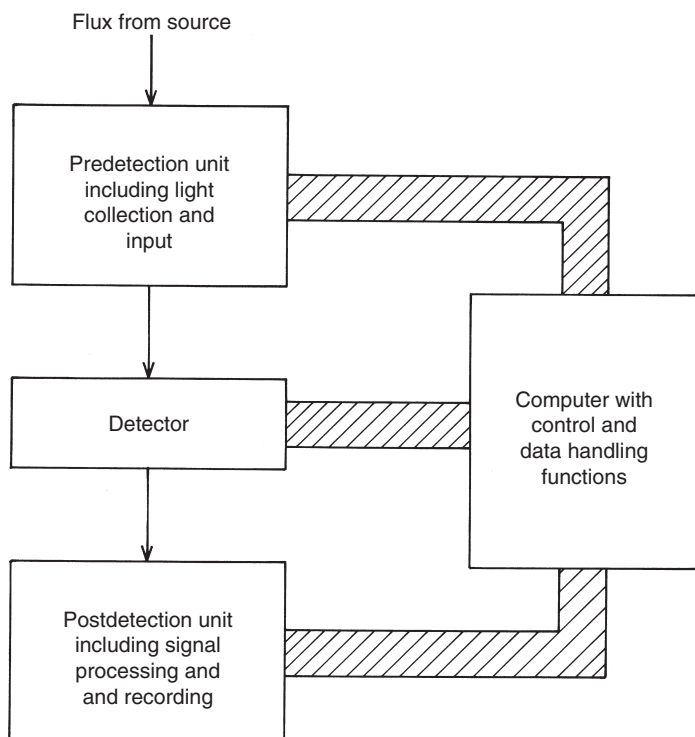 Flux from source
Predetection unit
including light
collection and
input
Detector
Computer with
control and
data handling
functions
Postdetection unit
including signal
processing and
and recording